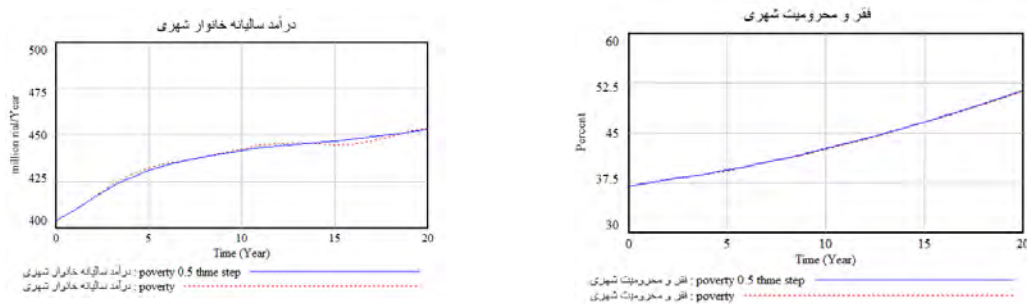 درآمد سالیانه خانوار شهری
500
475
450
425
400
million rial/Year
0 5 10 15 20
Time (Year)
درآمد سالیانه خانوار شهری : poverty 0.5 thme step
درآمد سالیانه خانوار شهری : poverty
فقر و محرومیت شهری
60
52.5
45
37.5
30
Percent
0 5 10 15 20
Time (Year)
فقر و محرومیت شهری : poverty 0.5 thme step
فقر و محرومیت شهری : poverty